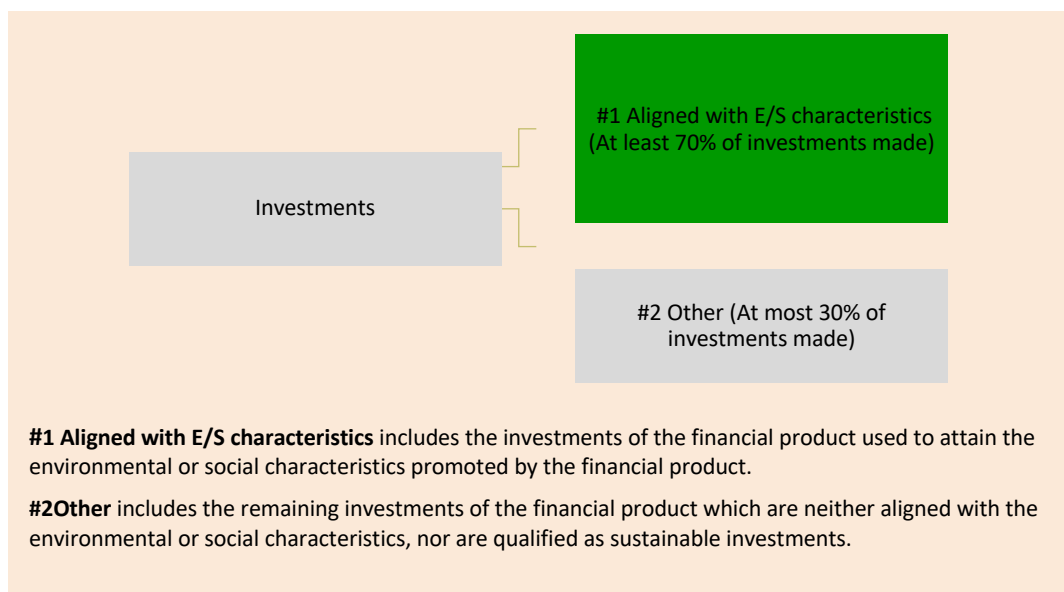 #1 Aligned with E/S characteristics
(At least 70% of investments made)
Investments
#2 Other (At most 30% of
investments made)
#1 Aligned with E/S characteristics includes the investments of the financial product used to attain the
environmental or social characteristics promoted by the financial product.
#2Other includes the remaining investments of the financial product which are neither aligned with the
environmental or social characteristics, nor are qualified as sustainable investments.